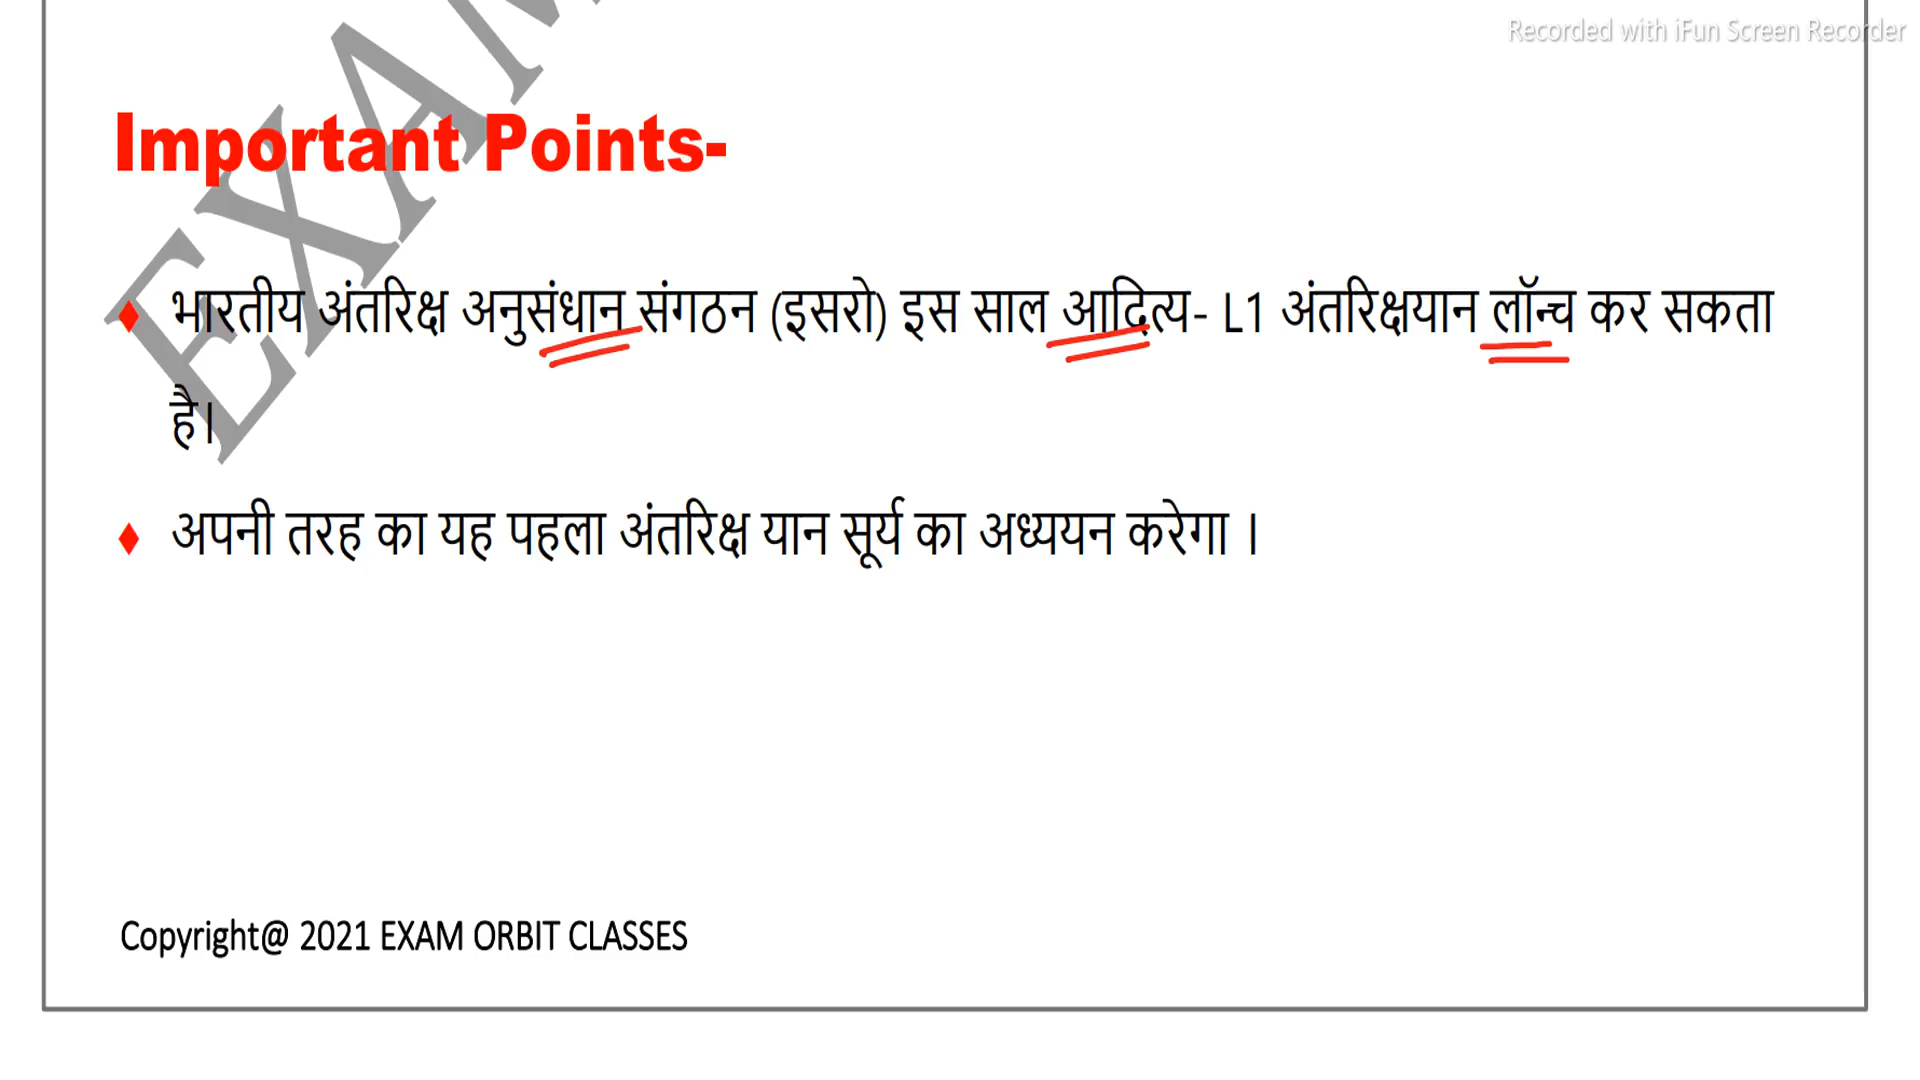 Recorded with iFun Screen Recorder
EXAM
Important Points-
भारतीय अंतरिक्ष अनुसंधान संगठन (इसरो) इस साल आदित्य- L1 अंतरिक्षयान लॉन्च कर सकता
है।
अपनी तरह का यह पहला अंतरिक्ष यान सूर्य का अध्ययन करेगा ।
Copyright@ 2021 EXAM ORBIT CLASSES